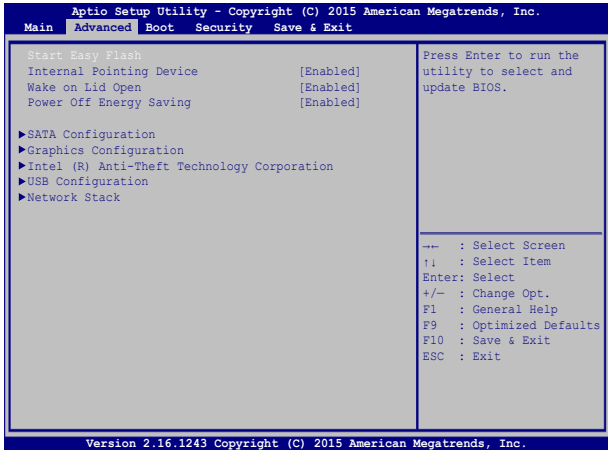 Aptio Setup Utility - Copyright (C) 2015 American Megatrends, Inc.
Main Advanced Boot Security Save & Exit
Start Easy Flash
Internal Pointing Device [Enabled]
Wake on Lid Open [Enabled]
Power Off Energy Saving [Enabled]
▶SATA Configuration
▶Graphics Configuration
▶Intel (R) Anti-Theft Technology Corporation
▶USB Configuration
▶Network Stack
Press Enter to run the
utility to select and
update BIOS.
→← : Select Screen
↑↓ : Select Item
Enter: Select
+/— : Change Opt.
F1 : General Help
F9 : Optimized Defaults
F10 : Save & Exit
ESC : Exit
Version 2.16.1243 Copyright (C) 2015 American Megatrends, Inc.